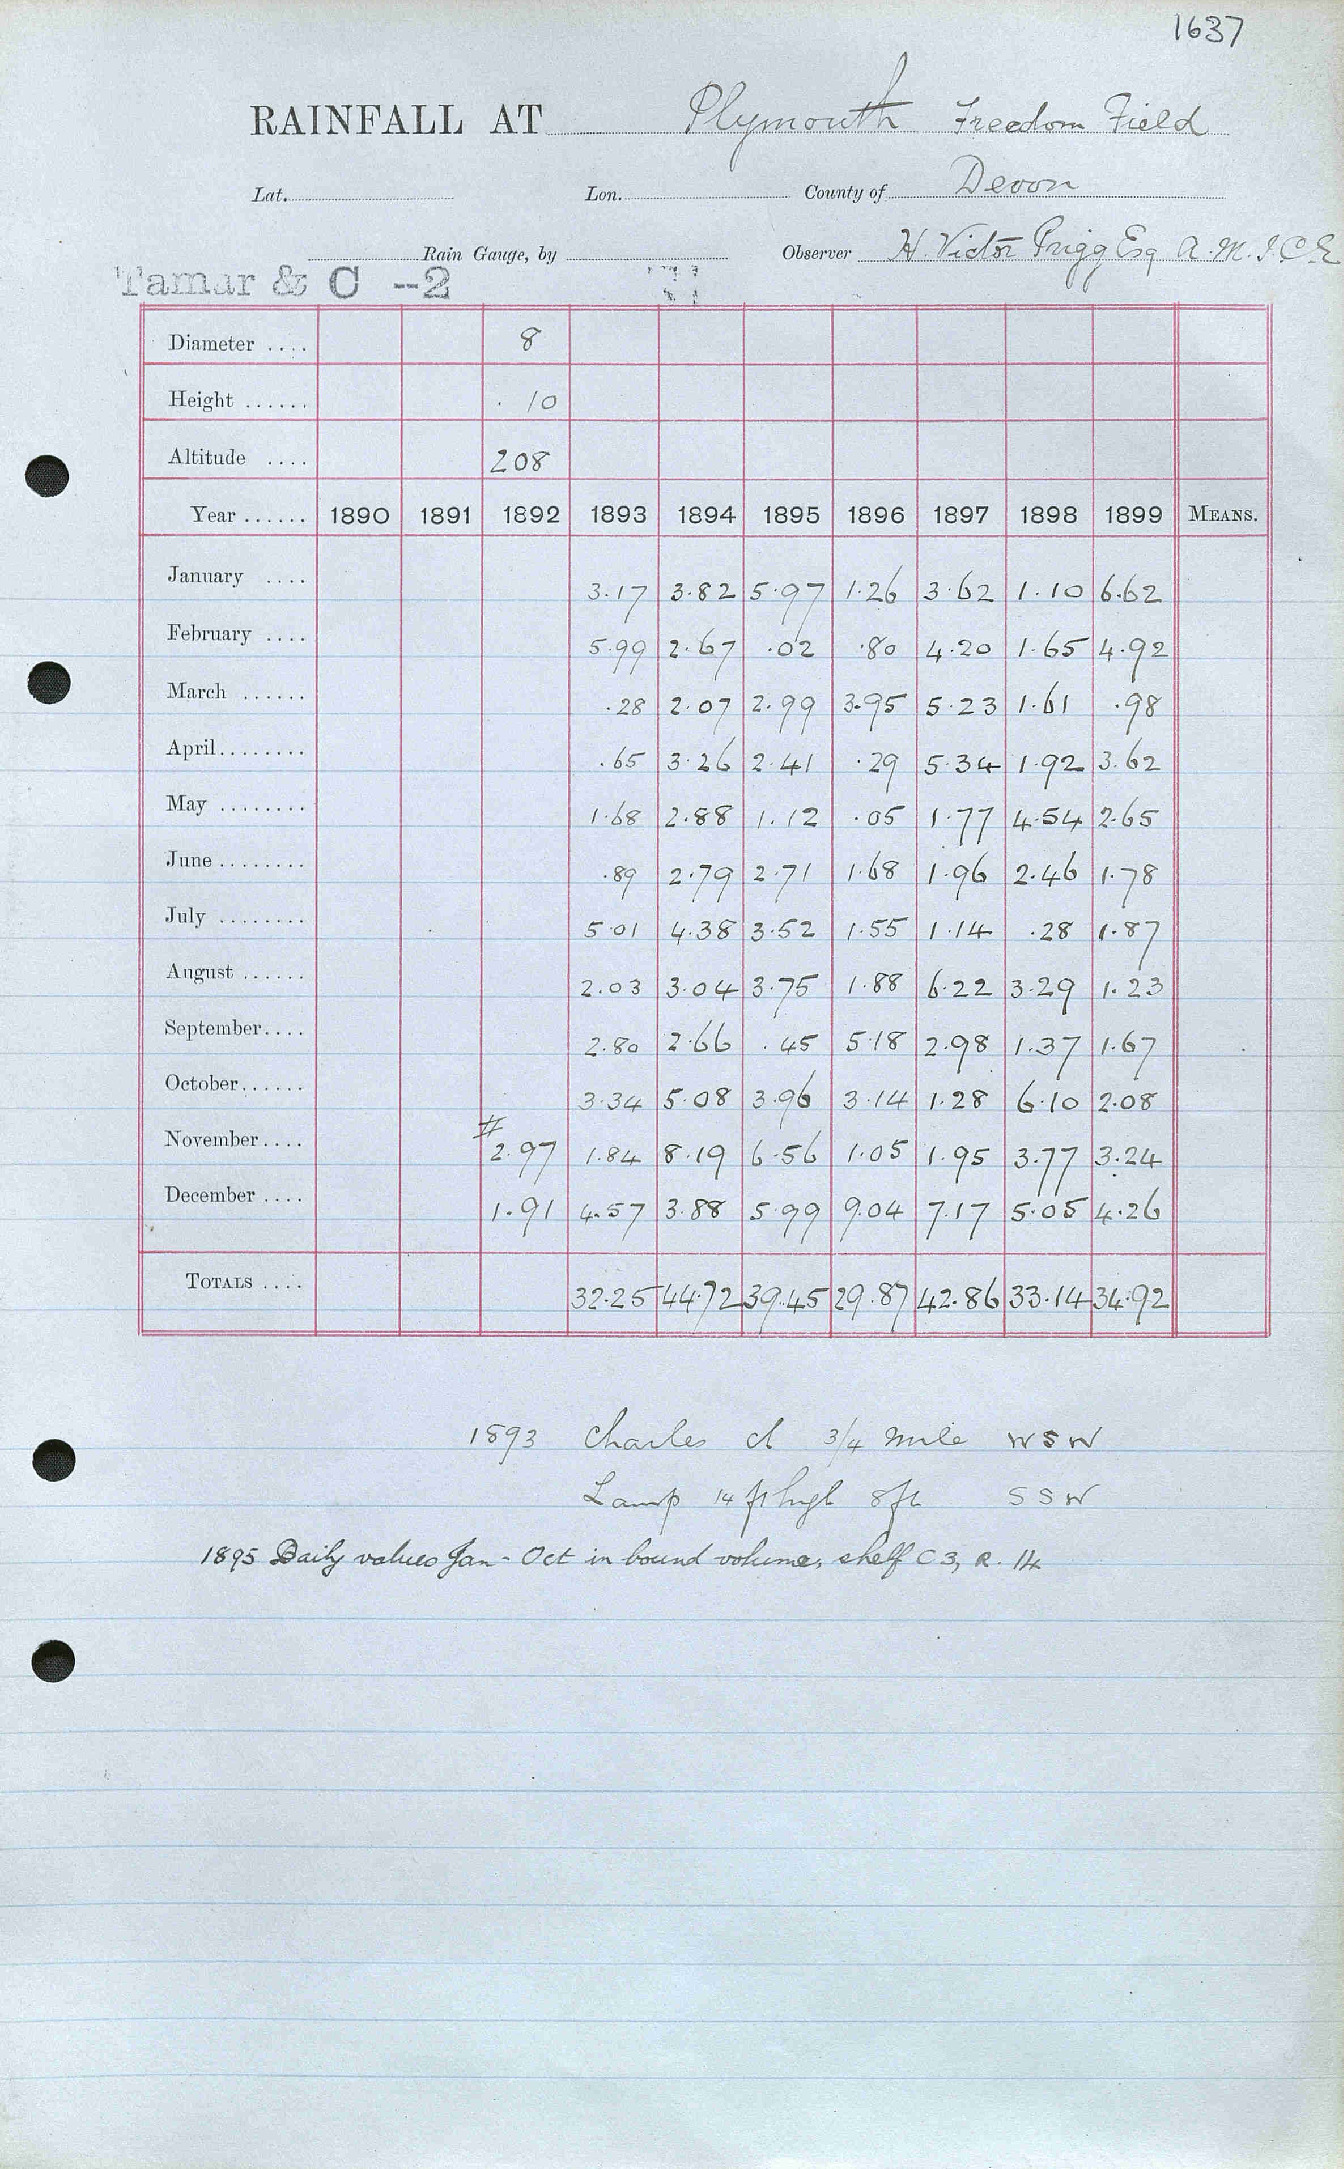 1637
RAINFALL AT Plymouth Freedom Field
Lat. Lon. County of Devon
Rain Gauge, by Observer H. Victor Prigg Esq A.M.I.C.E
Tamar & C --2
Diameter .... 8
Height ...... 10
Altitude .... 208
Year ...... 1890 1891 1892 1893 1894 1895 1896 1897 1898 1899 MEANS.
January .... 3.17 3.82 5.97 1.26 3.62 1.10 6.62
February .... 5.99 2.67 .02 .80 4.20 1.65 4.92
March ...... .28 2.07 2.99 3.95 5.23 1.61 .98
April........ .65 3.26 2.41 .29 5.34 1.92 3.62
May ........ 1.68 2.88 1.12 .05 1.77 4.54 2.65
June ........ .89 2.79 2.71 1.68 1.96 2.46 1.78
July ........ 5.01 4.38 3.52 1.55 1.14 .28 1.87
August ...... 2.03 3.04 3.75 1.88 6.22 3.29 1.23
September.... 2.80 2.66 .45 5.18 2.98 1.37 1.67
October...... 3.34 5.08 3.96 3.14 1.28 6.10 2.08
November.... # 2.97 1.84 8.19 6.56 1.05 1.95 3.77 3.24
December .... 1.91 4.57 3.88 5.99 9.04 7.17 5.05 4.26
TOTALS .... 32.25 44.72 39.45 29.87 42.86 33.14 34.92
1893 Charles ch 3/4 mile WSW
Lamp 14 ft high 8 ft SSW
1895 Daily values Jan - Oct in bound volume, shelf C3, R. 14